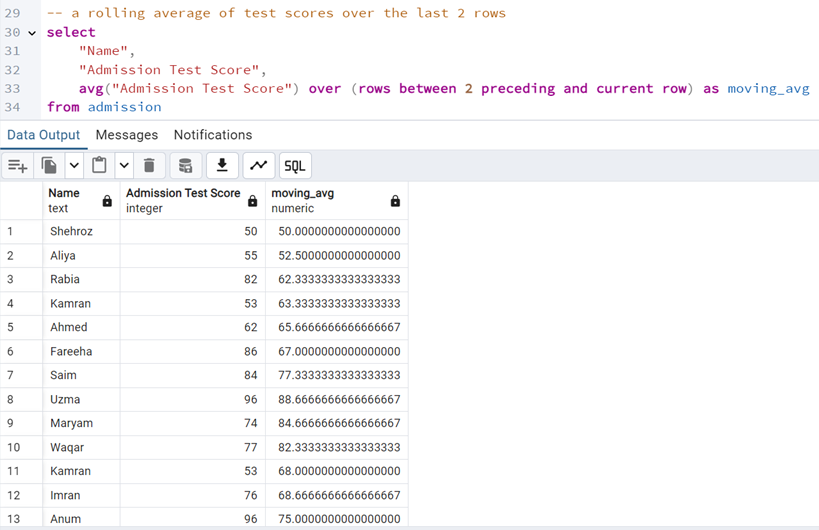 29 -- a rolling average of test scores over the last 2 rows
30 select
31 "Name",
32 "Admission Test Score",
33 avg("Admission Test Score") over (rows between 2 preceding and current row) as moving_avg
34 from admission
Data Output Messages Notifications
SQL
Name Admission Test Score moving_avg
text integer numeric
1 Shehroz 50 50.0000000000000000
2 Aliya 55 52.5000000000000000
3 Rabia 82 62.3333333333333333
4 Kamran 53 63.3333333333333333
5 Ahmed 62 65.6666666666666667
6 Fareeha 86 67.0000000000000000
7 Saim 84 77.3333333333333333
8 Uzma 96 88.6666666666666667
9 Maryam 74 84.6666666666666667
10 Waqar 77 82.3333333333333333
11 Kamran 53 68.0000000000000000
12 Imran 76 68.6666666666666667
13 Anum 96 75.0000000000000000